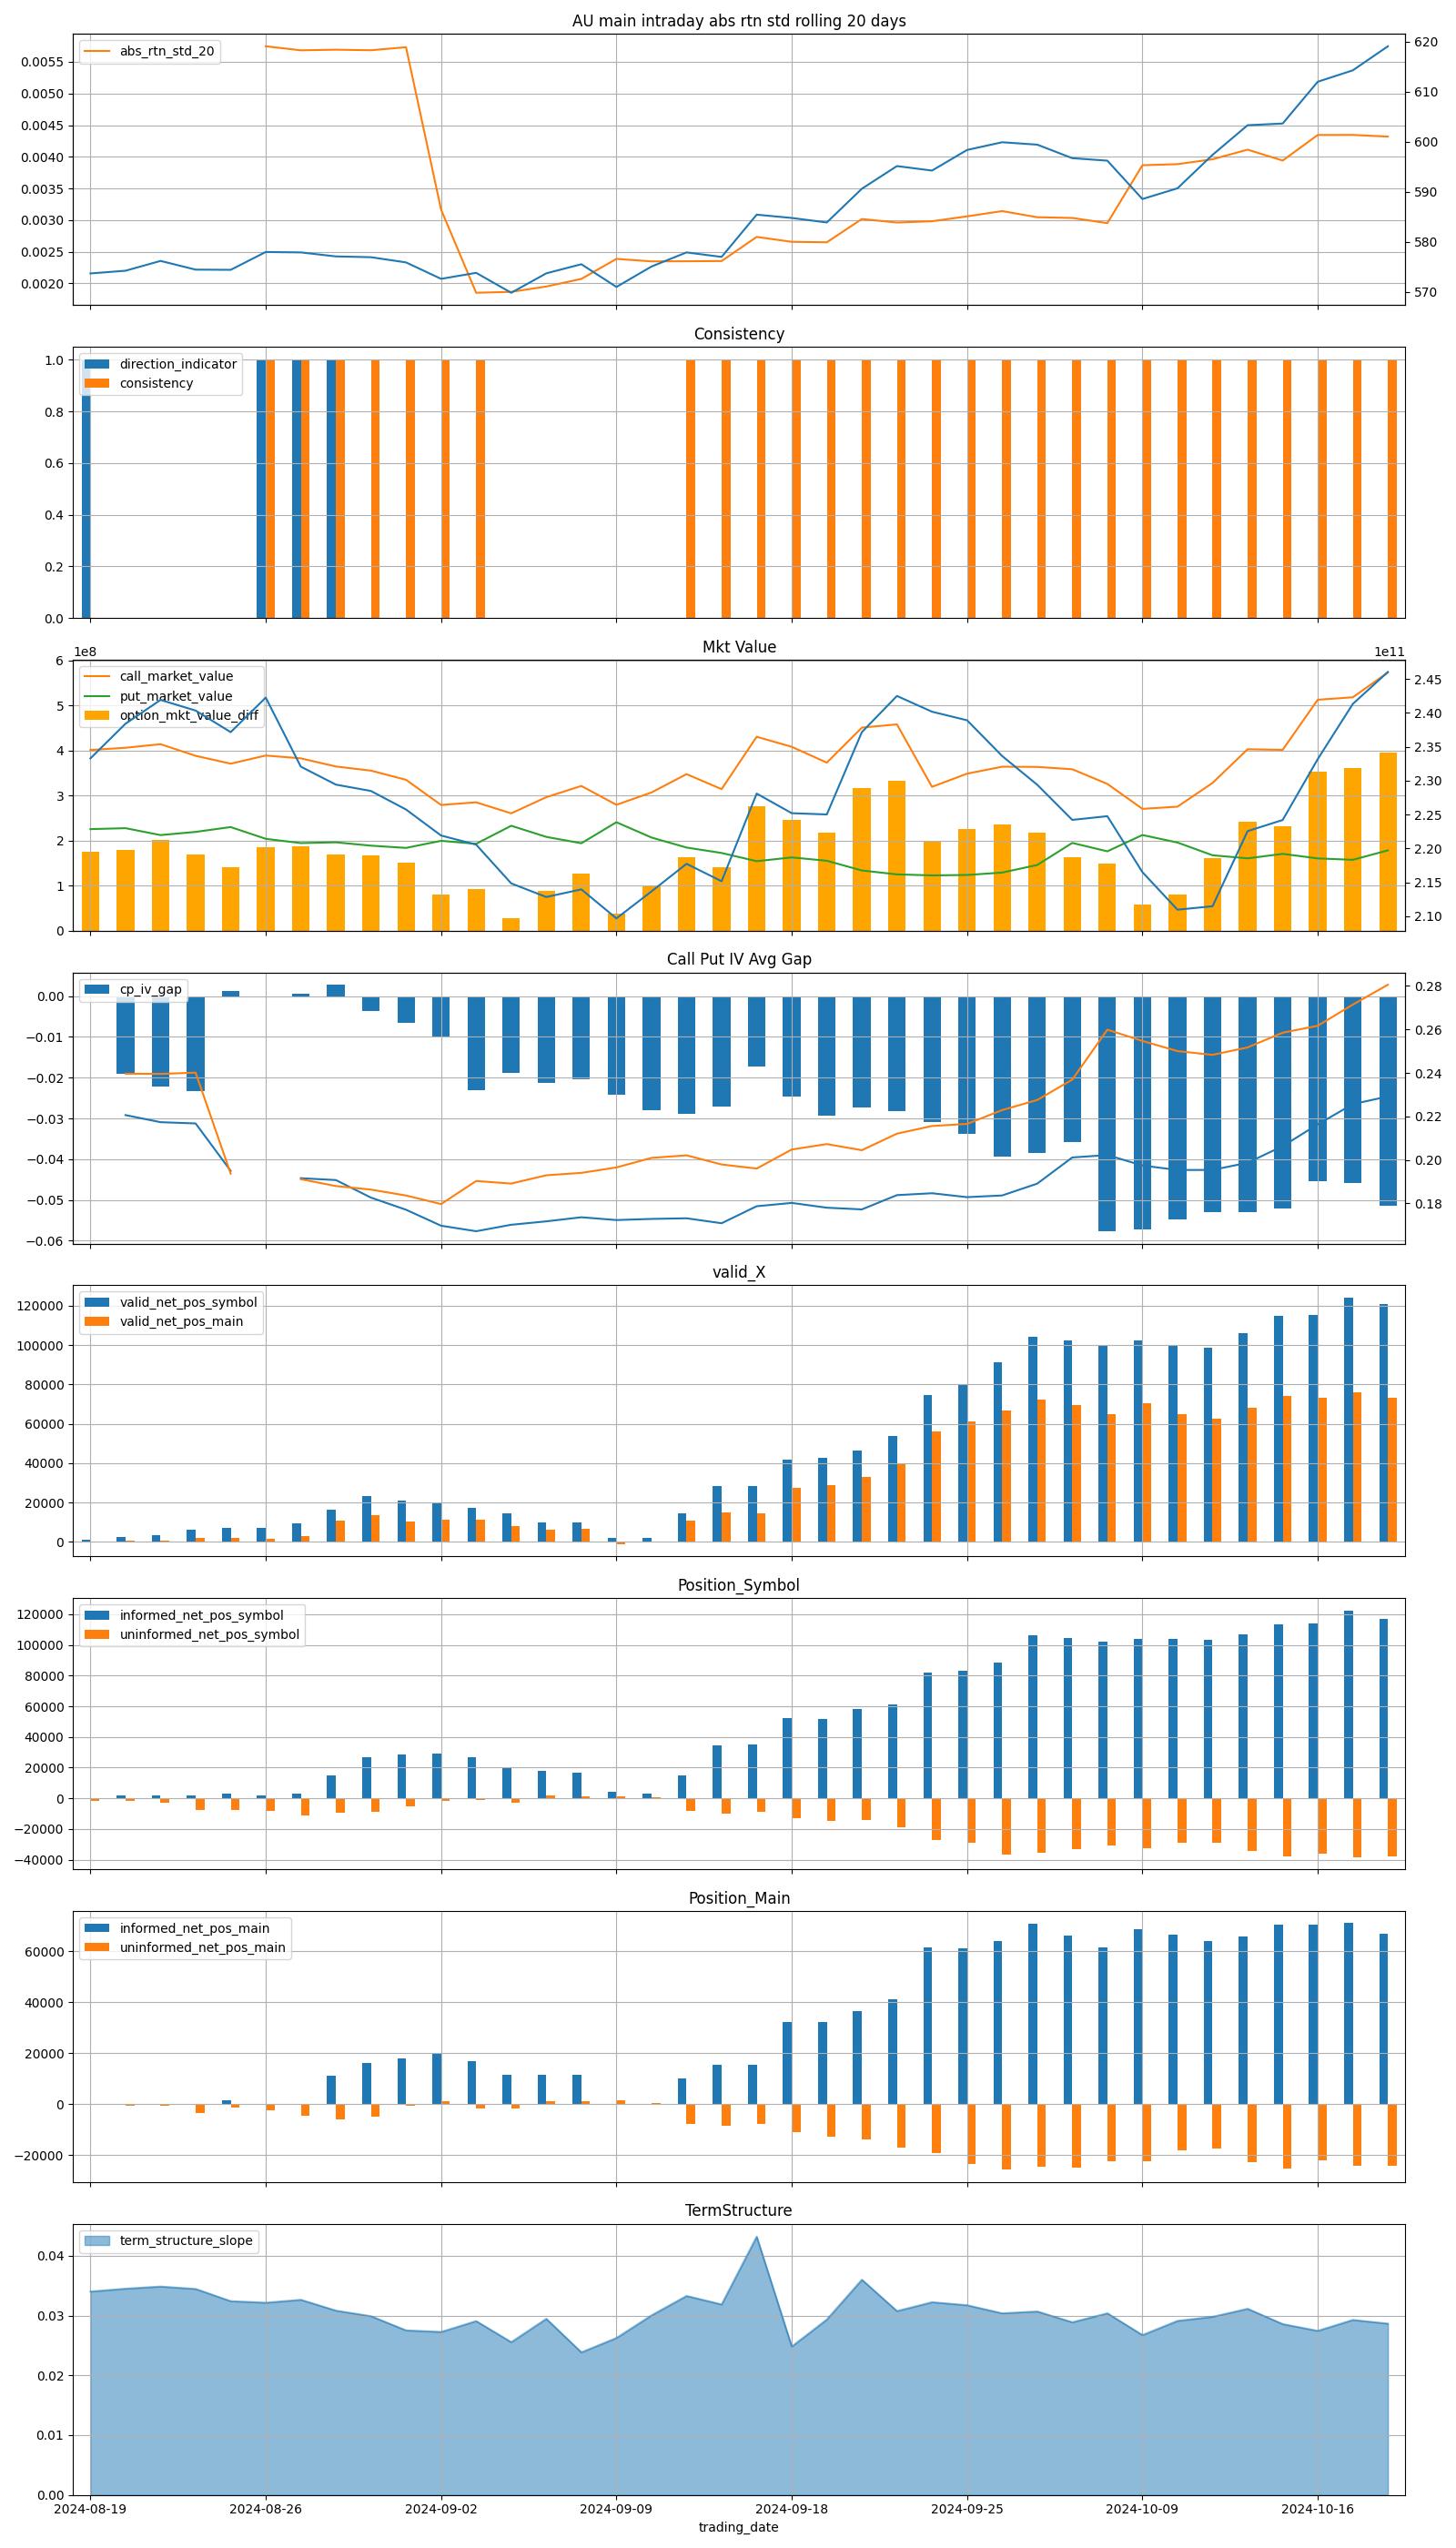 AU main intraday abs rtn std rolling 20 days
abs_rtn_std_20
0.0055
0.0050
0.0045
0.0040
0.0035
0.0030
0.0025
0.0020
620
610
600
590
580
570
Consistency
direction_indicator
consistency
1.0
0.8
0.6
0.4
0.2
0.0
Mkt Value
1e8
1e11
call_market_value
put_market_value
option_mkt_value_diff
6
5
4
3
2
1
0
2.45
2.40
2.35
2.30
2.25
2.20
2.15
2.10
Call Put IV Avg Gap
cp_iv_gap
0.00
−0.01
−0.02
−0.03
−0.04
−0.05
−0.06
0.28
0.26
0.24
0.22
0.20
0.18
valid_X
valid_net_pos_symbol
valid_net_pos_main
120000
100000
80000
60000
40000
20000
0
Position_Symbol
informed_net_pos_symbol
uninformed_net_pos_symbol
120000
100000
80000
60000
40000
20000
0
−20000
−40000
Position_Main
informed_net_pos_main
uninformed_net_pos_main
60000
40000
20000
0
−20000
TermStructure
term_structure_slope
0.04
0.03
0.02
0.01
0.00
2024-08-19 2024-08-26 2024-09-02 2024-09-09 2024-09-18 2024-09-25 2024-10-09 2024-10-16
trading_date